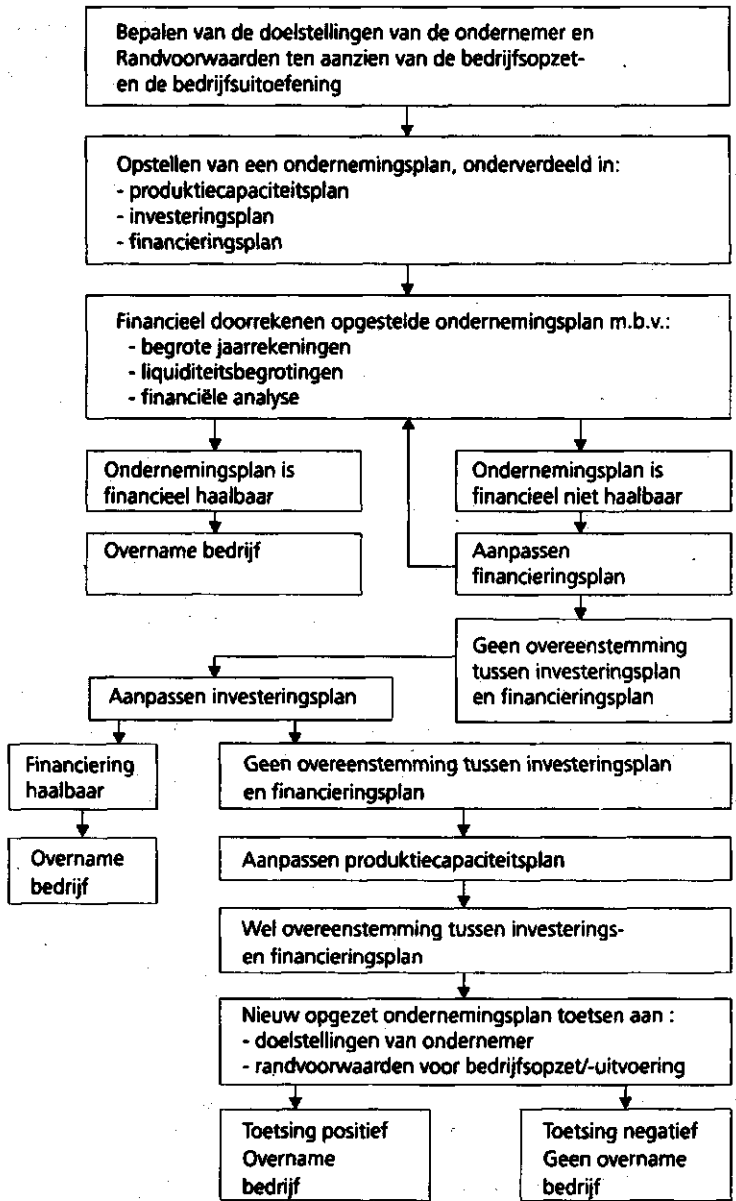 Bepalen van de doelstellingen van de ondernemer en
Randvoorwaarden ten aanzien van de bedrijfsopzet-
en de bedrijfsuitoefening
Opstellen van een ondernemingsplan, onderverdeeld in:
- produktiecapaciteitsplan
- investeringsplan
- financieringsplan
Financieel doorrekenen opgestelde ondernemingsplan m.b.v.:
- begrote jaarrekeningen
- liquiditeitsbegrotingen
- financiële analyse
Ondernemingsplan is
financieel haalbaar
Ondernemingsplan is
financieel niet haalbaar
Overname bedrijf
Aanpassen
financieringsplan
Geen overeenstemming
tussen investeringsplan
en financieringsplan
Aanpassen investeringsplan
Financiering
haalbaar
Geen overeenstemming tussen investeringsplan
en financieringsplan
Overname
bedrijf
Aanpassen produktiecapaciteitsplan
Wel overeenstemming tussen investerings-
en financieringsplan
Nieuw opgezet ondernemingsplan toetsen aan :
- doelstellingen van ondernemer
- randvoorwaarden voor bedrijfsopzet/-uitvoering
Toetsing positief
Overname
bedrijf
Toetsing negatief
Geen overname
bedrijf